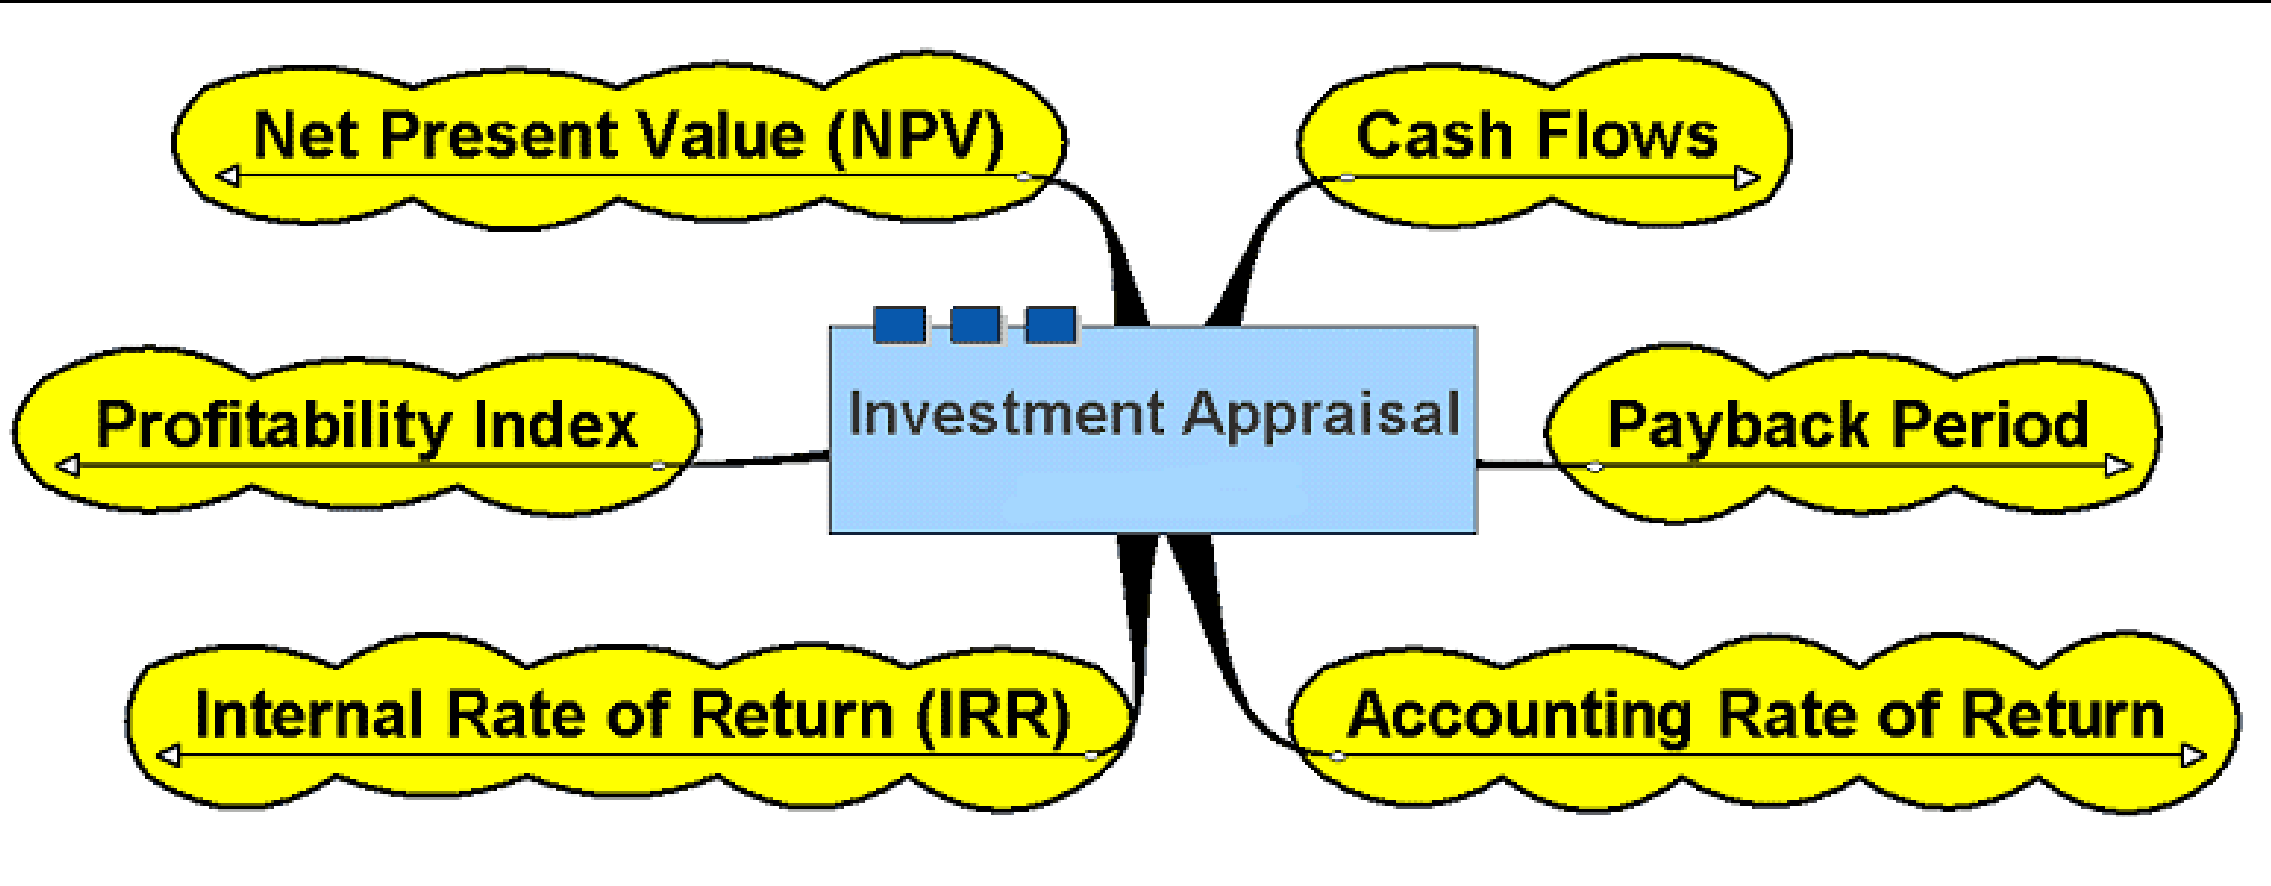 Net Present Value (NPV)
Cash Flows
Profitability Index
Investment Appraisal
Payback Period
Internal Rate of Return (IRR)
Accounting Rate of Return